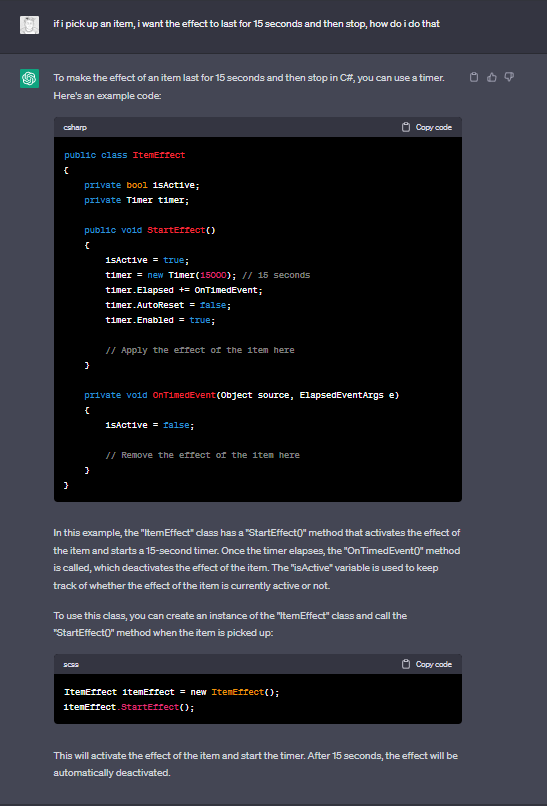 if i pick up an item, i want the effect to last for 15 seconds and then stop, how do i do that
To make the effect of an item last for 15 seconds and then stop in C#, you can use a timer.
Here's an example code:
csharp
Copy code
public class ItemEffect
{
    private bool isActive;
    private Timer timer;

    public void StartEffect()
    {
        isActive = true;
        timer = new Timer(15000); // 15 seconds
        timer.Elapsed += OnTimedEvent;
        timer.AutoReset = false;
        timer.Enabled = true;

        // Apply the effect of the item here
    }

    private void OnTimedEvent(Object source, ElapsedEventArgs e)
    {
        isActive = false;

        // Remove the effect of the item here
    }
}
In this example, the "ItemEffect" class has a "StartEffect()" method that activates the effect of
the item and starts a 15-second timer. Once the timer elapses, the "OnTimedEvent()" method
is called, which deactivates the effect of the item. The "isActive" variable is used to keep
track of whether the effect of the item is currently active or not.
To use this class, you can create an instance of the "ItemEffect" class and call the
"StartEffect()" method when the item is picked up:
scss
Copy code
ItemEffect itemEffect = new ItemEffect();
itemEffect.StartEffect();
This will activate the effect of the item and start the timer. After 15 seconds, the effect will be
automatically deactivated.